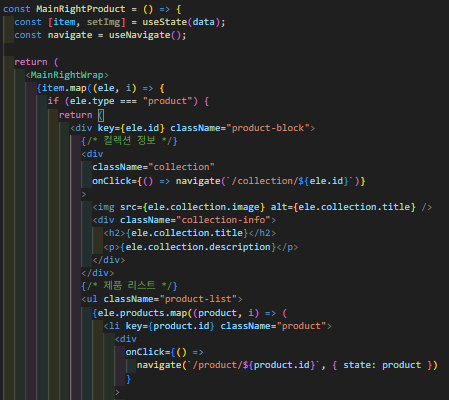 const MainRightProduct = () => {
const [item, setImg] = useState(data);
const navigate = useNavigate();
return (
<MainRightWrap>
{item.map((ele, i) => {
if (ele.type === "product") {
return (
<div key={ele.id} className="product-block">
{/* 컬렉션 정보 */}
<div
className="collection"
onClick={() => navigate(`/collection/${ele.id}`)}
>
<img src={ele.collection.image} alt={ele.collection.title} />
<div className="collection-info">
<h2>{ele.collection.title}</h2>
<p>{ele.collection.description}</p>
</div>
</div>
{/* 제품 리스트 */}
<ul className="product-list">
{ele.products.map((product, i) => (
<li key={product.id} className="product">
<div
onClick={() =>
navigate(`/product/${product.id}`, { state: product })
}
>